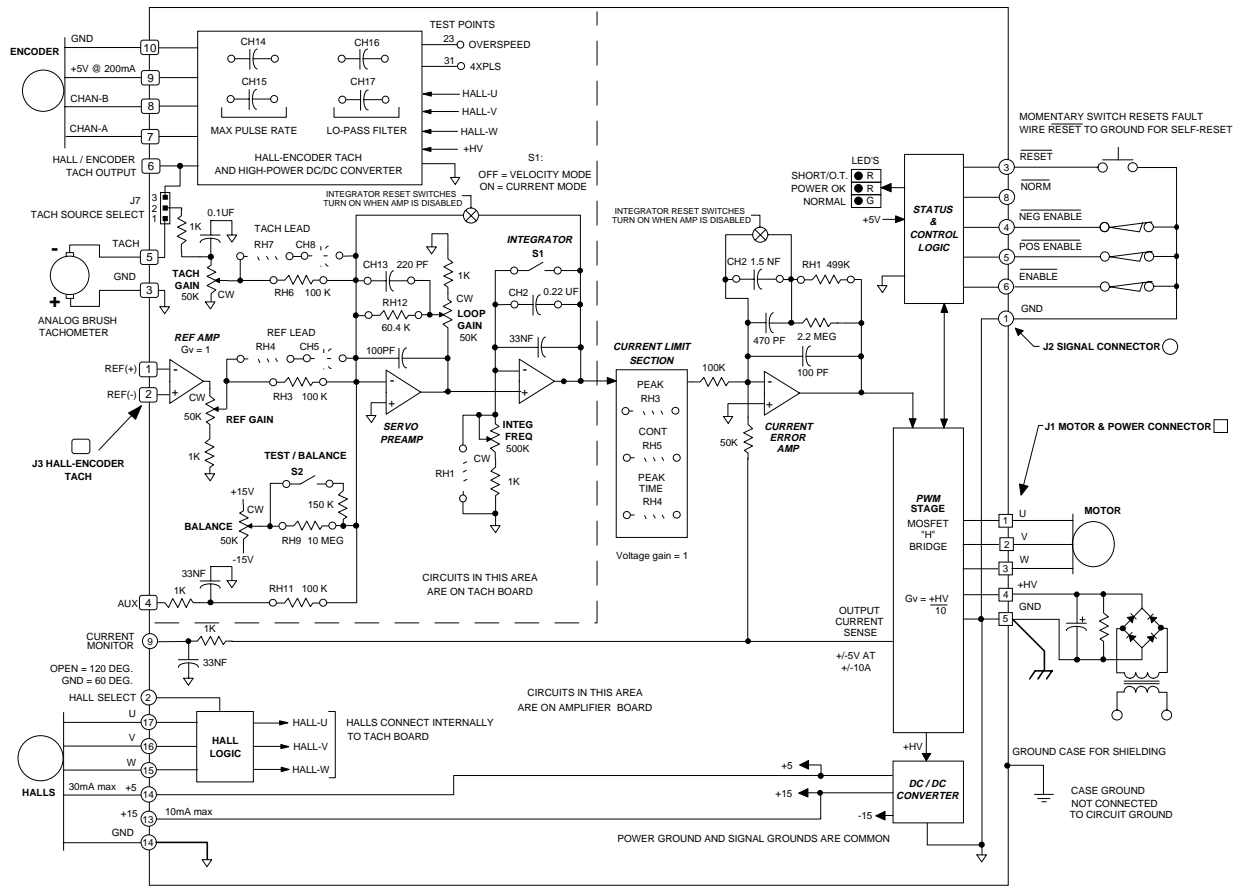 ENCODER
GND
10
+5V @ 200mA
9
CHAN-B
8
CHAN-A
7
HALL / ENCODER
TACH OUTPUT
6
CH14
CH16
CH15
CH17
MAX PULSE RATE
LO-PASS FILTER
HALL-ENCODER TACH
AND HIGH-POWER DC/DC CONVERTER
TEST POINTS
23
OVERSPEED
31
4XPLS
HALL-U
HALL-V
HALL-W
+HV
S1:
OFF = VELOCITY MODE
ON = CURRENT MODE
INTEGRATOR RESET SWITCHES
TURN ON WHEN AMP IS DISABLED
J7
TACH SOURCE SELECT
3
2
1
1K
0.1UF
-
TACH
5
GND
3
+
ANALOG BRUSH
TACHOMETER
TACH
GAIN
50K
CW
TACH LEAD
RH7
CH8
RH6
100 K
CH13
220 PF
RH12
60.4 K
1K
CW
LOOP
GAIN
50K
INTEGRATOR
S1
CH2
0.22 UF
33NF
REF AMP
Gv = 1
REF(+)
1
REF(-)
2
-
+
REF LEAD
RH4
CH5
RH3
100 K
CW
50K
REF GAIN
1K
100PF
-
+
SERVO
PREAMP
-
+
J3 HALL-ENCODER
TACH
TEST / BALANCE
S2
150 K
+15V
CW
BALANCE
50K
-15V
RH9
10 MEG
RH1
CW
INTEG
FREQ
500K
1K
33NF
AUX
4
1K
RH11
100 K
CIRCUITS IN THIS AREA
ARE ON TACH BOARD
CURRENT LIMIT
SECTION
PEAK
RH3
CONT
RH5
PEAK
TIME
RH4
Voltage gain = 1
INTEGRATOR RESET SWITCHES
TURN ON WHEN AMP IS DISABLED
CH2
1.5 NF
RH1
499K
470 PF
2.2 MEG
100 PF
100K
-
+
50K
CURRENT
ERROR
AMP
LED'S
SHORT/O.T.
R
POWER OK
R
NORMAL
G
+5V
STATUS
&
CONTROL
LOGIC
MOMENTARY SWITCH RESETS FAULT
WIRE RESET TO GROUND FOR SELF-RESET
3
RESET
8
NORM
4
NEG ENABLE
5
POS ENABLE
6
ENABLE
1
GND
J2 SIGNAL CONNECTOR
J1 MOTOR & POWER CONNECTOR
PWM
STAGE
MOSFET
"H"
BRIDGE
Gv = +HV
10
1
U
2
V
3
W
4
+HV
5
GND
MOTOR
+
OUTPUT
CURRENT
SENSE
+/-5V AT
+/-10A
CURRENT
MONITOR
9
1K
33NF
OPEN = 120 DEG.
GND = 60 DEG.
HALL SELECT
2
U
17
V
16
W
15
HALLS
30mA max
+5
14
+15
13
10mA max
GND
14
HALL
LOGIC
HALL-U
HALL-V
HALL-W
HALLS CONNECT INTERNALLY
TO TACH BOARD
CIRCUITS IN THIS AREA
ARE ON AMPLIFIER BOARD
+HV
DC / DC
CONVERTER
+5
+15
-15
POWER GROUND AND SIGNAL GROUNDS ARE COMMON
GROUND CASE FOR SHIELDING
CASE GROUND
NOT CONNECTED
TO CIRCUIT GROUND